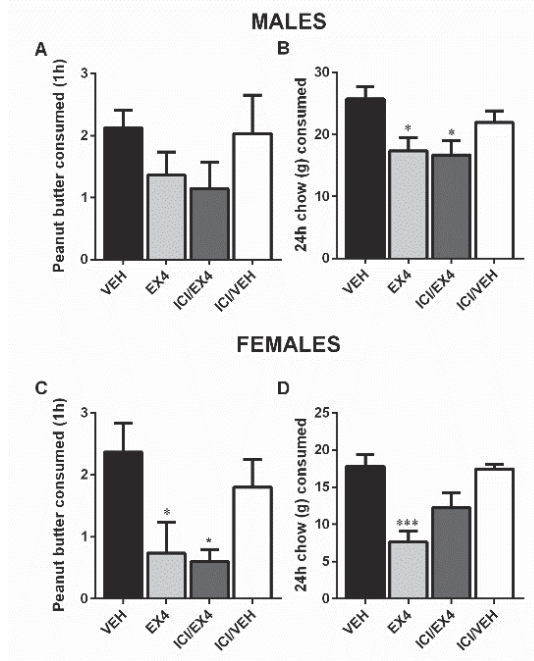 MALES
A
Peanut butter consumed (1h)
3
2
1
0
VEH
EX4
ICI/EX4
ICI/VEH
B
24h chow (g) consumed
30
20
10
0
*
*
VEH
EX4
ICI/EX4
ICI/VEH
FEMALES
C
Peanut butter consumed (1h)
3
2
1
0
*
*
VEH
EX4
ICI/EX4
ICI/VEH
D
24h chow (g) consumed
25
20
15
10
5
0
***
VEH
EX4
ICI/EX4
ICI/VEH